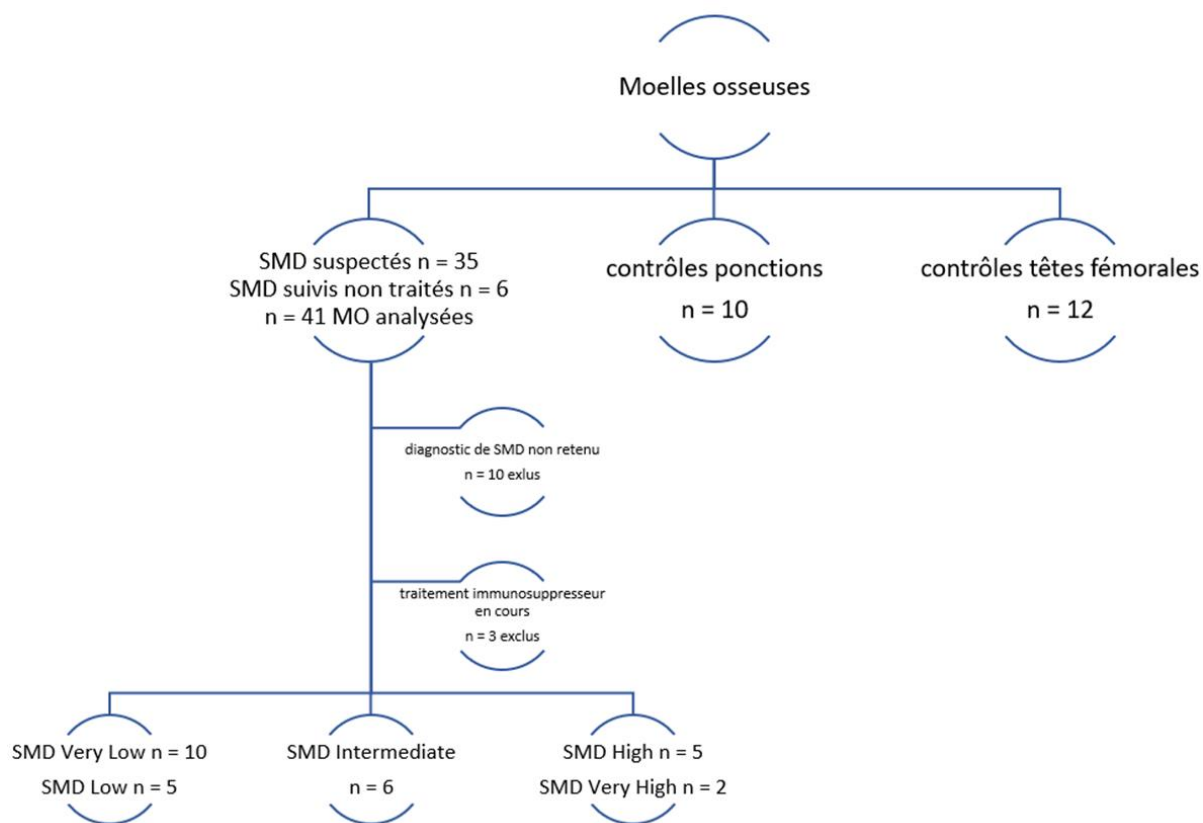 Moelles osseuses
SMD suspectés n = 35
SMD suivis non traités n = 6
n = 41 MO analysées
contrôles ponctions
n = 10
contrôles têtes fémorales
n = 12
diagnostic de SMD non retenu
n = 10 exlus
traitement immunosuppresseur
en cours
n = 3 exclus
SMD Very Low n = 10
SMD Low n = 5
SMD Intermediate
n = 6
SMD High n = 5
SMD Very High n = 2